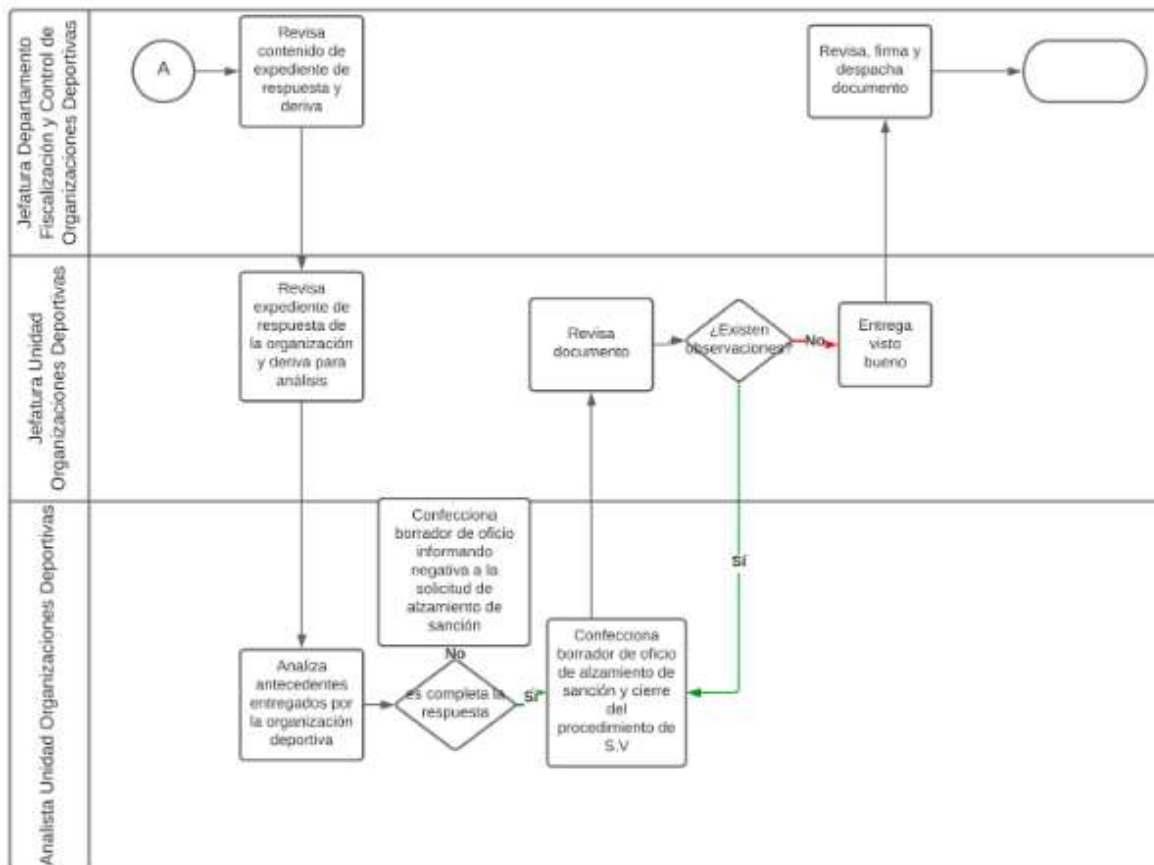 Jefatura Departamento
Fiscalización y Control de
Organizaciones Deportivas
A
Revisa
contenido de
expediente de
respuesta y
deriva
Revisa, firma y
despacha
documento
Jefatura Unidad
Organizaciones Deportivas
Revisa
expediente de
respuesta de
la organización
y deriva para
análisis
Revisa
documento
¿Existen
observaciones?
No
Entrega
visto
bueno
Sí
Analista Unidad Organizaciones Deportivas
Analiza
antecedentes
entregados por
la organización
deportiva
es completa la
respuesta
No
Confecciona
borrador de oficio
informando
negativa a la
solicitud de
alzamiento de
sanción
Sí
Confecciona
borrador de oficio
de alzamiento de
sanción y cierre
del
procedimiento de
S.V